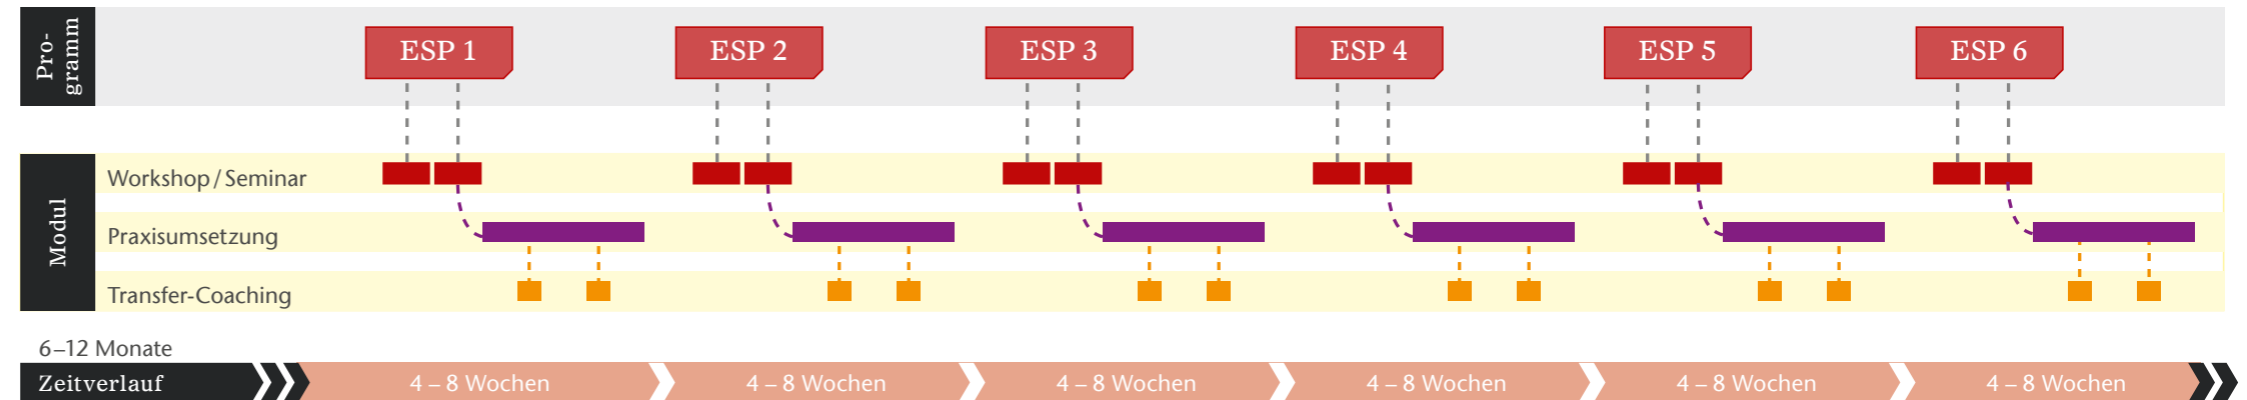 Pro-
gramm
ESP 1
ESP 2
ESP 3
ESP 4
ESP 5
ESP 6
Modul
Workshop / Seminar
Praxisumsetzung
Transfer-Coaching
6–12 Monate
Zeitverlauf
4 – 8 Wochen
4 – 8 Wochen
4 – 8 Wochen
4 – 8 Wochen
4 – 8 Wochen
4 – 8 Wochen